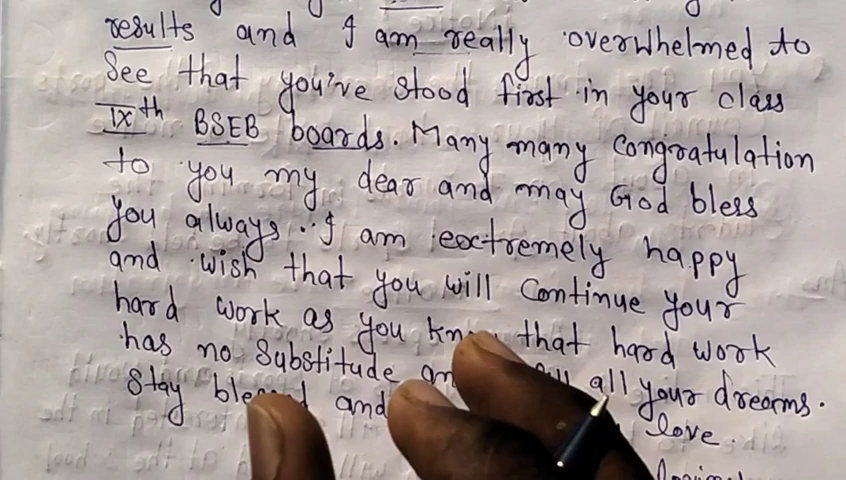 results and I am really overwhelmed to
See that you've stood first in your class
IXth BSEB boards. Many many Congratulation
to you my dear and may God bless
you always. I am extremely happy
and wish that you will Continue your
hard work as you that hard work
has no Substitude all your dreams.
Stay and love.